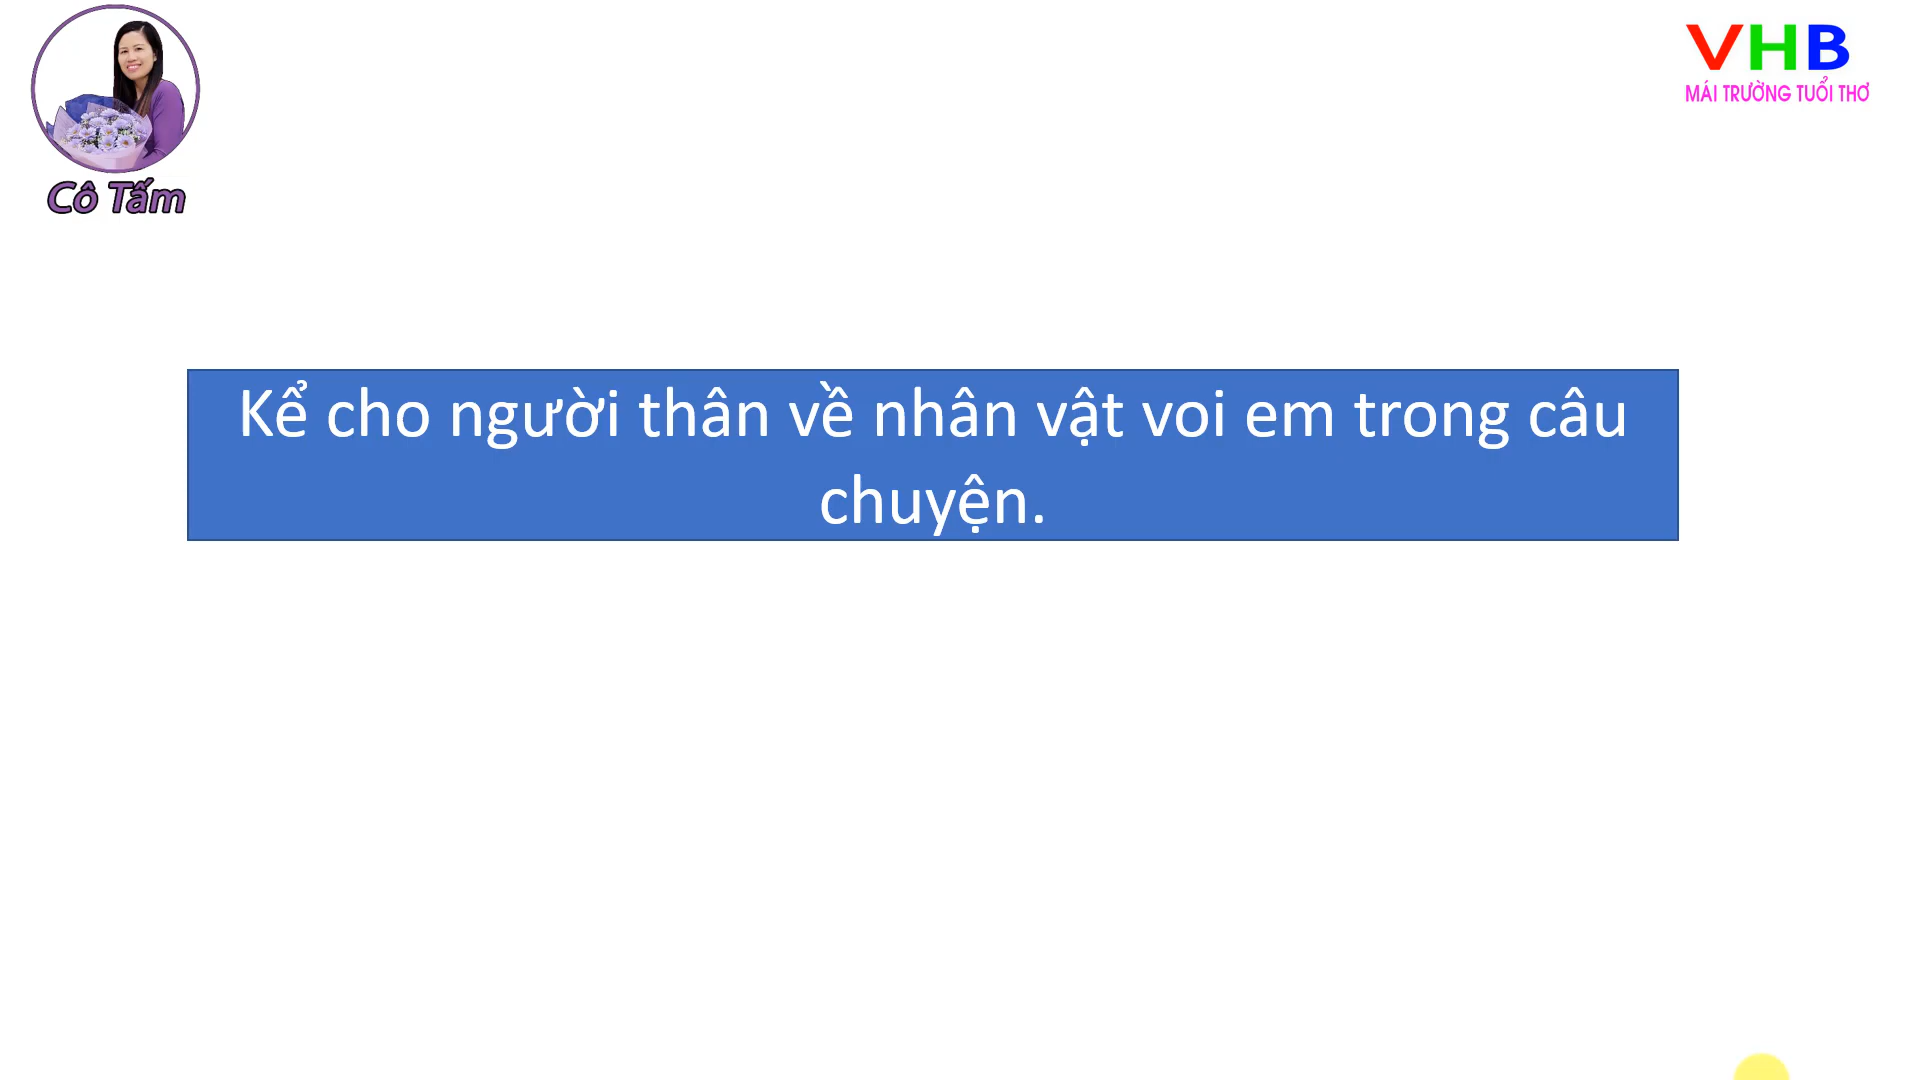 VHB
MÁI TRƯỜNG TUỔI THƠ
Cô Tấm
Kể cho người thân về nhân vật voi em trong câu
chuyện.